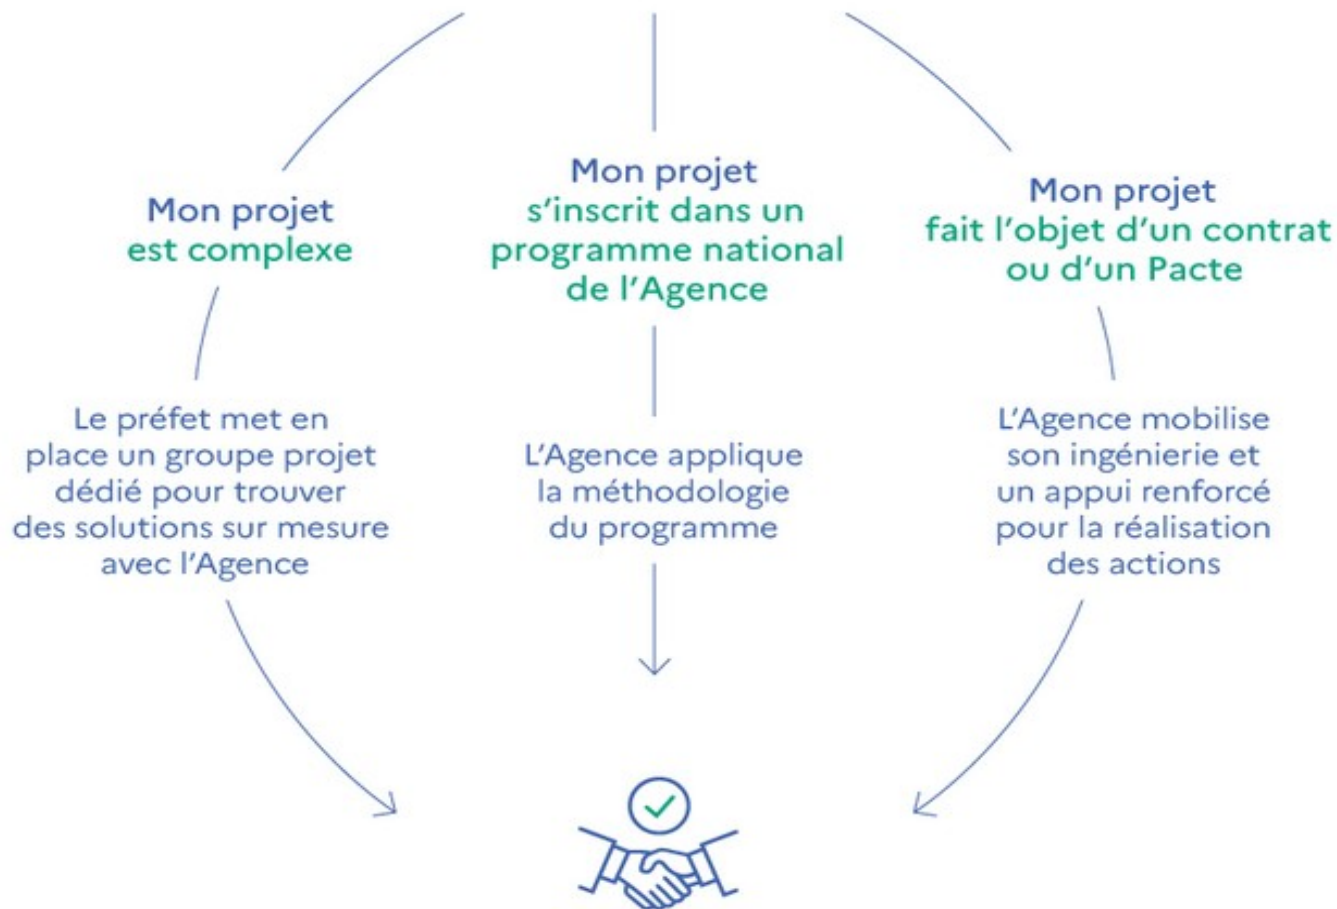 Mon projet
est complexe
Le préfet met en
place un groupe projet
dédié pour trouver
des solutions sur mesure
avec l'Agence
Mon projet
s'inscrit dans un
programme national
de l'Agence
L'Agence applique
la méthodologie
du programme
Mon projet
fait l'objet d'un contrat
ou d'un Pacte
L'Agence mobilise
son ingénierie et
un appui renforcé
pour la réalisation
des actions